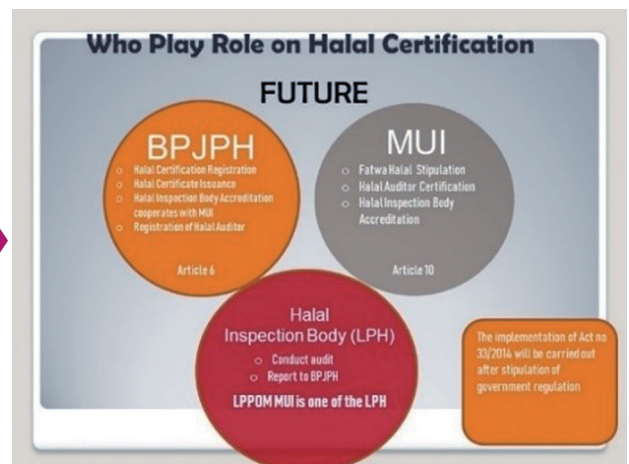 Who Play Role on Halal Certification
FUTURE
BPJPH
○ Halal Certification Registration
○ Halal Certificate Issuance
○ Halal Inspection Body Accreditation
cooperates with MUI
○ Registration of Halal Auditor
Article 6
MUI
○ Fatwa Halal Stipulation
○ Halal Auditor Certification
○ Halal Inspection Body
Accreditation
Article 10
Halal
Inspection Body (LPH)
○ Conduct audit
○ Report to BPJPH
LPPOM MUI is one of the LPH
The implementation of Act no
33/2014 will be carried out
after stipulation of
government regulation